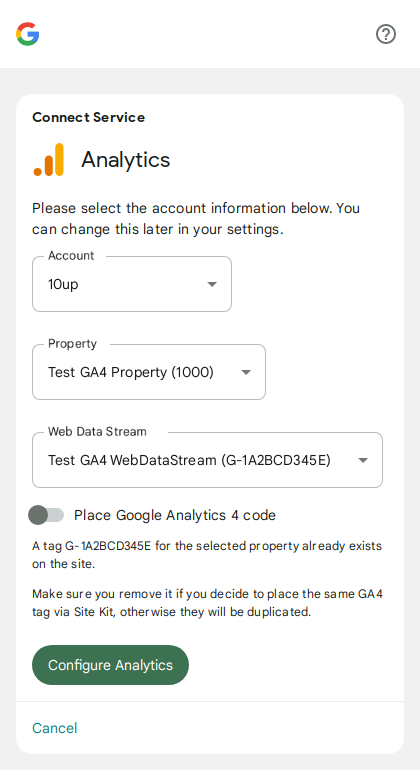 Connect Service
Analytics
Please select the account information below. You
can change this later in your settings.
Account
10up
Property
Test GA4 Property (1000)
Web Data Stream
Test GA4 WebDataStream (G-1A2BCD345E)
Place Google Analytics 4 code
A tag G-1A2BCD345E for the selected property already exists
on the site.
Make sure you remove it if you decide to place the same GA4
tag via Site Kit, otherwise they will be duplicated.
Configure Analytics
Cancel